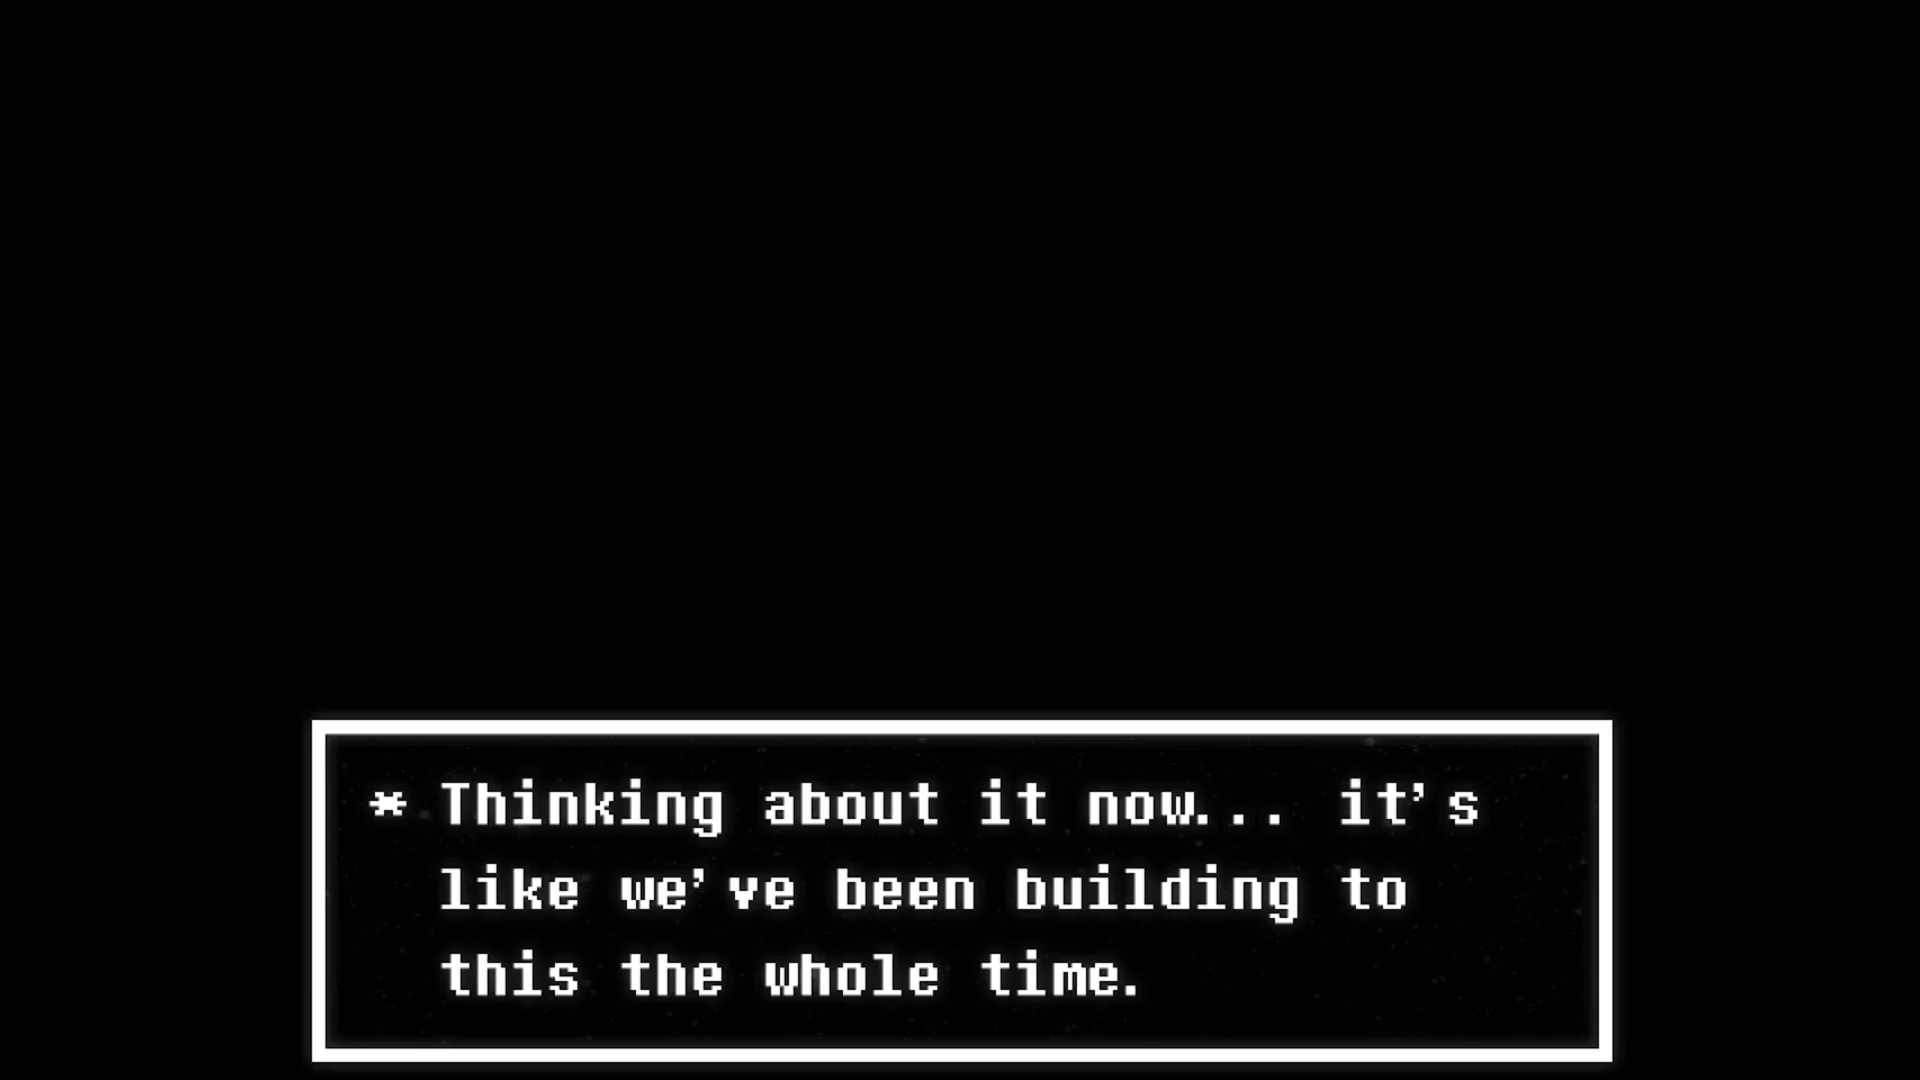 * Thinking about it now... it's
like we've been building to
this the whole time.